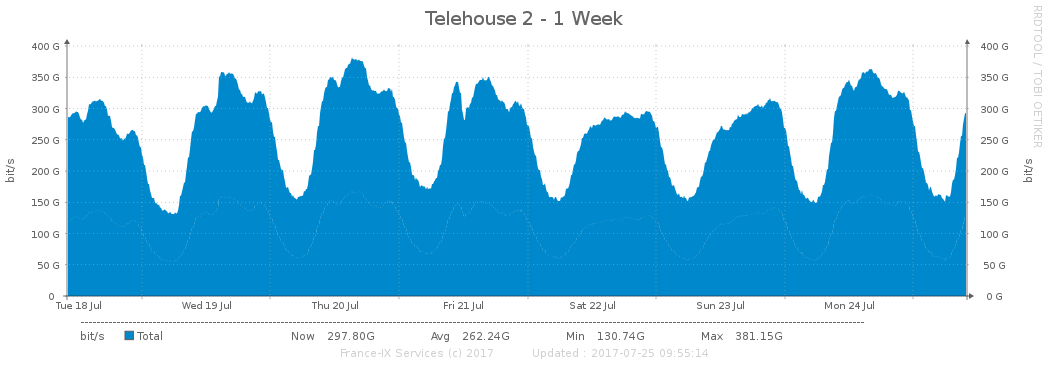 Telehouse 2 - 1 Week
RRDTOOL / TOBI OETIKER
400 G 400 G
350 G 350 G
300 G 300 G
250 G 250 G
200 G 200 G
150 G 150 G
100 G 100 G
50 G 50 G
0 0 G
bit/s bit/s
Tue 18 Jul Wed 19 Jul Thu 20 Jul Fri 21 Jul Sat 22 Jul Sun 23 Jul Mon 24 Jul
bit/s Total Now 297.80G Avg 262.24G Min 130.74G Max 381.15G
France-IX Services (c) 2017 Updated : 2017-07-25 09:55:14